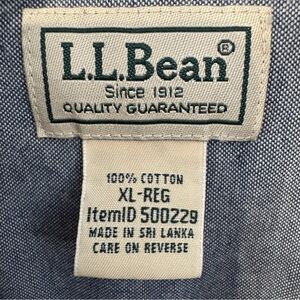 L.L.Bean®
Since 1912
QUALITY GUARANTEED
100% COTTON
XL-REG
ItemID 500229
MADE IN SRI LANKA
CARE ON REVERSE